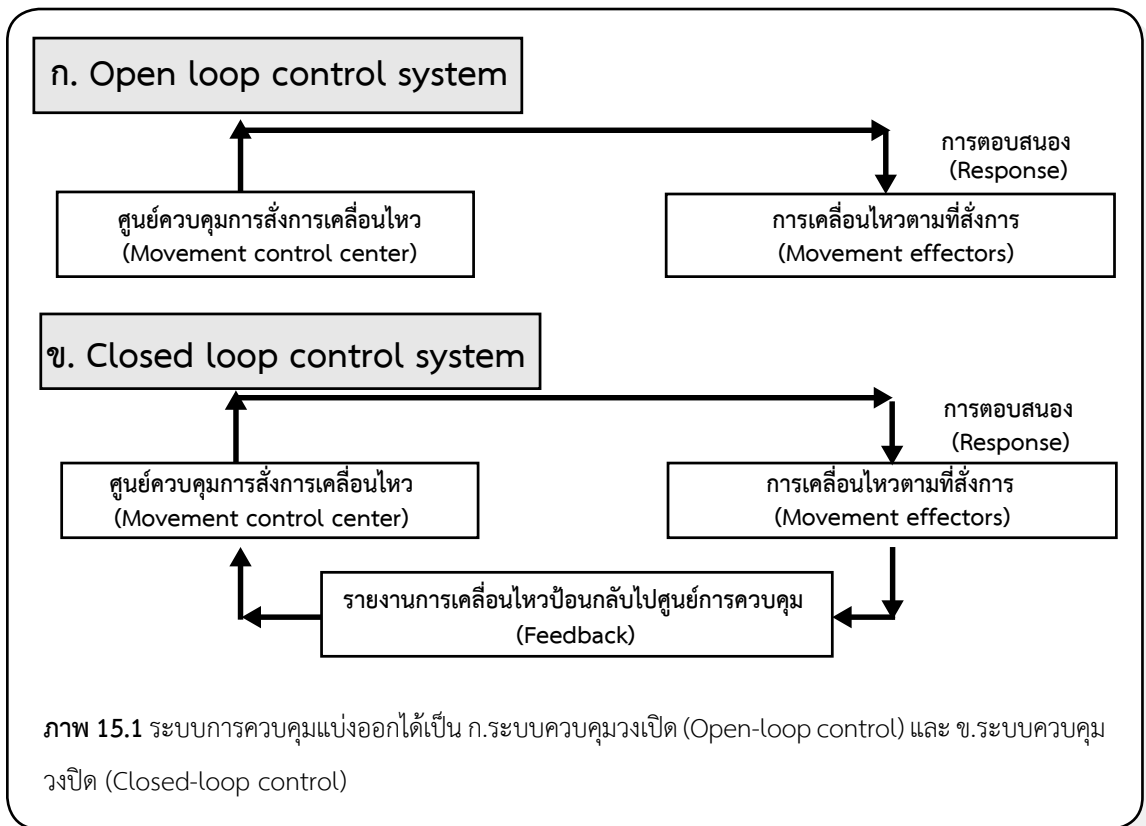 ก. Open loop control system
การตอบสนอง
(Response)
ศูนย์ควบคุมการสั่งการเคลื่อนไหว
(Movement control center)
การเคลื่อนไหวตามที่สั่งการ
(Movement effectors)
ข. Closed loop control system
การตอบสนอง
(Response)
ศูนย์ควบคุมการสั่งการเคลื่อนไหว
(Movement control center)
การเคลื่อนไหวตามที่สั่งการ
(Movement effectors)
รายงานการเคลื่อนไหวป้อนกลับไปศูนย์การควบคุม
(Feedback)
ภาพ 15.1 ระบบการควบคุมแบ่งออกได้เป็น ก.ระบบควบคุมวงเปิด (Open-loop control) และ ข.ระบบควบคุม
วงปิด (Closed-loop control)